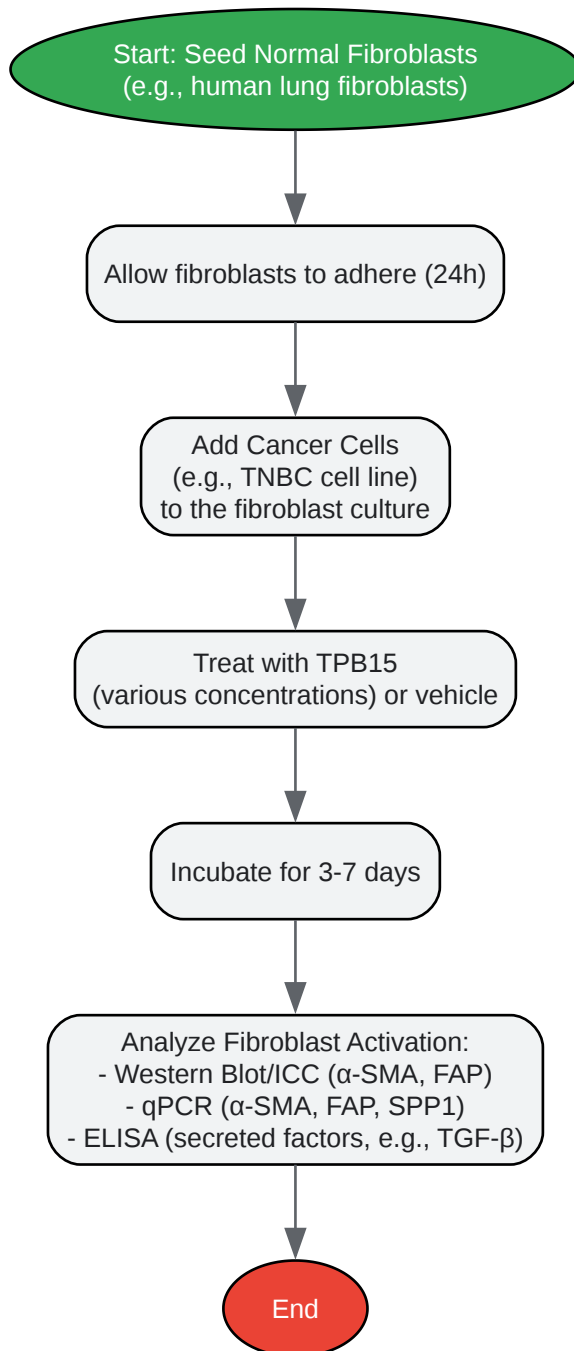 Start: Seed Normal Fibroblasts
(e.g., human lung fibroblasts)
Allow fibroblasts to adhere (24h)
Add Cancer Cells
(e.g., TNBC cell line)
to the fibroblast culture
Treat with TPB15
(various concentrations) or vehicle
Incubate for 3-7 days
Analyze Fibroblast Activation:
- Western Blot/ICC (α-SMA, FAP)
- qPCR (α-SMA, FAP, SPP1)
- ELISA (secreted factors, e.g., TGF-β)
End